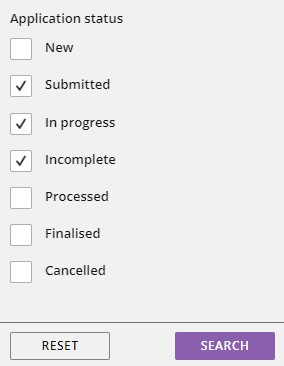 Application status
New
Submitted
In progress
Incomplete
Processed
Finalised
Cancelled
RESET SEARCH